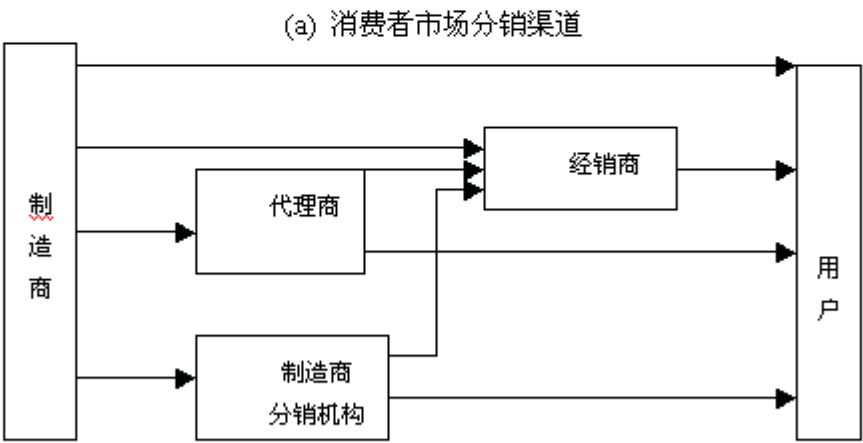 (a) 消费者市场分销渠道
制
造
商
代理商
经销商
制造商
分销机构
用
户